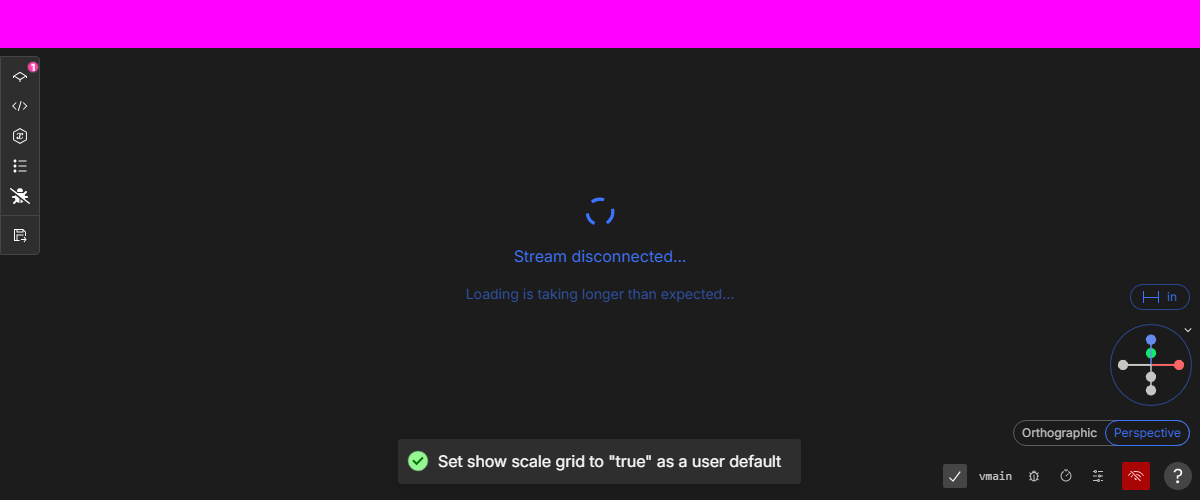 1
Stream disconnected...
Loading is taking longer than expected...
in
Orthographic Perspective
Set show scale grid to "true" as a user default
vmain
?